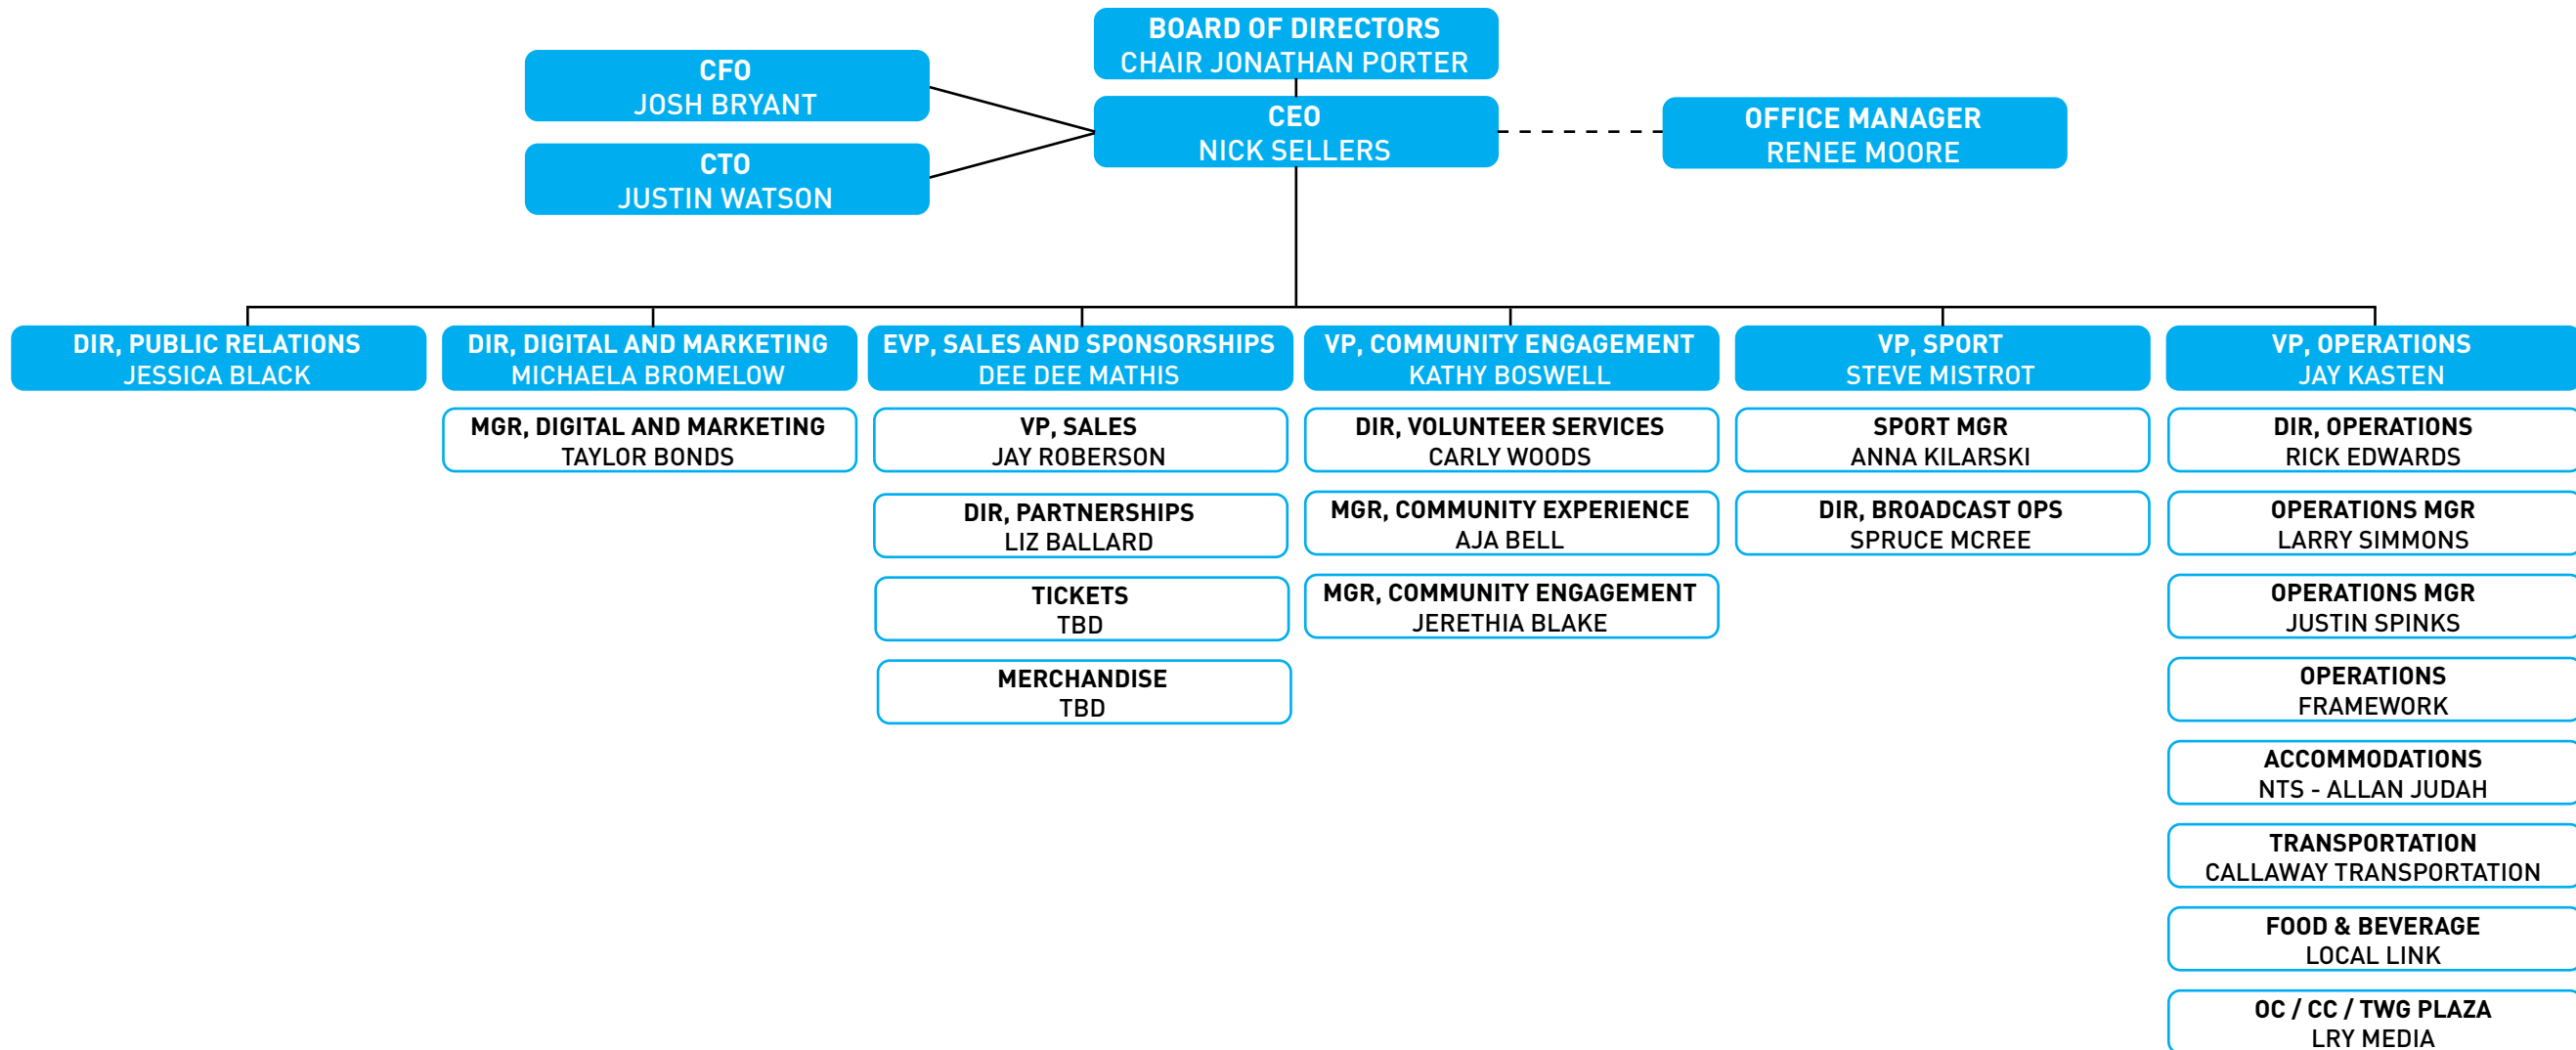 BOARD OF DIRECTORS
CHAIR JONATHAN PORTER
CFO
JOSH BRYANT
CEO
NICK SELLERS
OFFICE MANAGER
RENEE MOORE
CTO
JUSTIN WATSON
DIR, PUBLIC RELATIONS
JESSICA BLACK
DIR, DIGITAL AND MARKETING
MICHAELA BROMELOW
MGR, DIGITAL AND MARKETING
TAYLOR BONDS
EVP, SALES AND SPONSORSHIPS
DEE DEE MATHIS
VP, SALES
JAY ROBERSON
DIR, PARTNERSHIPS
LIZ BALLARD
TICKETS
TBD
MERCHANDISE
TBD
VP, COMMUNITY ENGAGEMENT
KATHY BOSWELL
DIR, VOLUNTEER SERVICES
CARLY WOODS
MGR, COMMUNITY EXPERIENCE
AJA BELL
MGR, COMMUNITY ENGAGEMENT
JERETHIA BLAKE
VP, SPORT
STEVE MISTROT
SPORT MGR
ANNA KILARSKI
DIR, BROADCAST OPS
SPRUCE MCREE
VP, OPERATIONS
JAY KASTEN
DIR, OPERATIONS
RICK EDWARDS
OPERATIONS MGR
LARRY SIMMONS
OPERATIONS MGR
JUSTIN SPINKS
OPERATIONS
FRAMEWORK
ACCOMMODATIONS
NTS - ALLAN JUDAH
TRANSPORTATION
CALLAWAY TRANSPORTATION
FOOD & BEVERAGE
LOCAL LINK
OC / CC / TWG PLAZA
LRY MEDIA